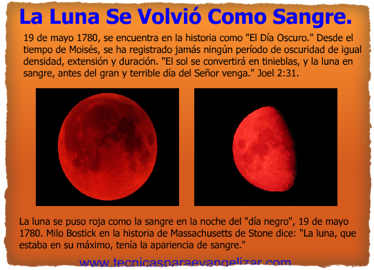 La Luna Se Volvió Como Sangre.
19 de mayo 1780, se encuentra en la historia como "El Día Oscuro." Desde el
tiempo de Moisés, se ha registrado jamás ningún período de oscuridad de igual
densidad, extensión y duración. "El sol se convertirá en tinieblas, y la luna en
sangre, antes del gran y terrible día del Señor venga." Joel 2:31.
La luna se puso roja como la sangre en la noche del "día negro", 19 de mayo
1780. Milo Bostick en la historia de Massachusetts de Stone dice: "La luna, que
estaba en su máximo, tenía la apariencia de sangre."
www.tecnicasparaevangelizar.com